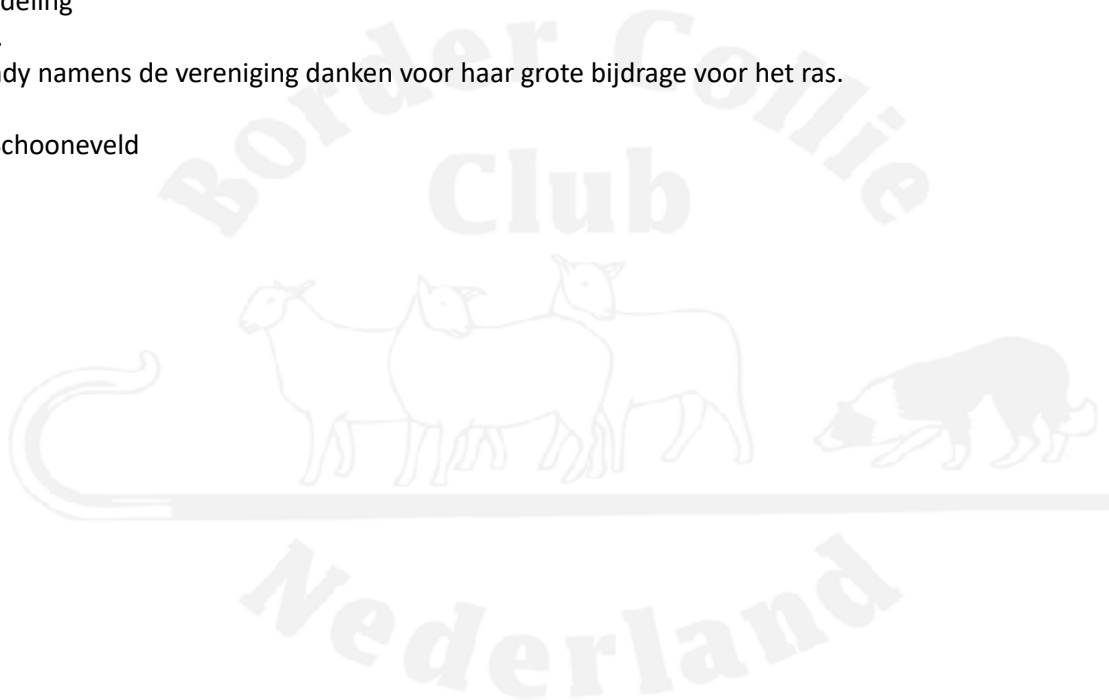 deling
.
dy namens de vereniging danken voor haar grote bijdrage voor het ras.
chooneveld
Border Collie
Club
Nederland